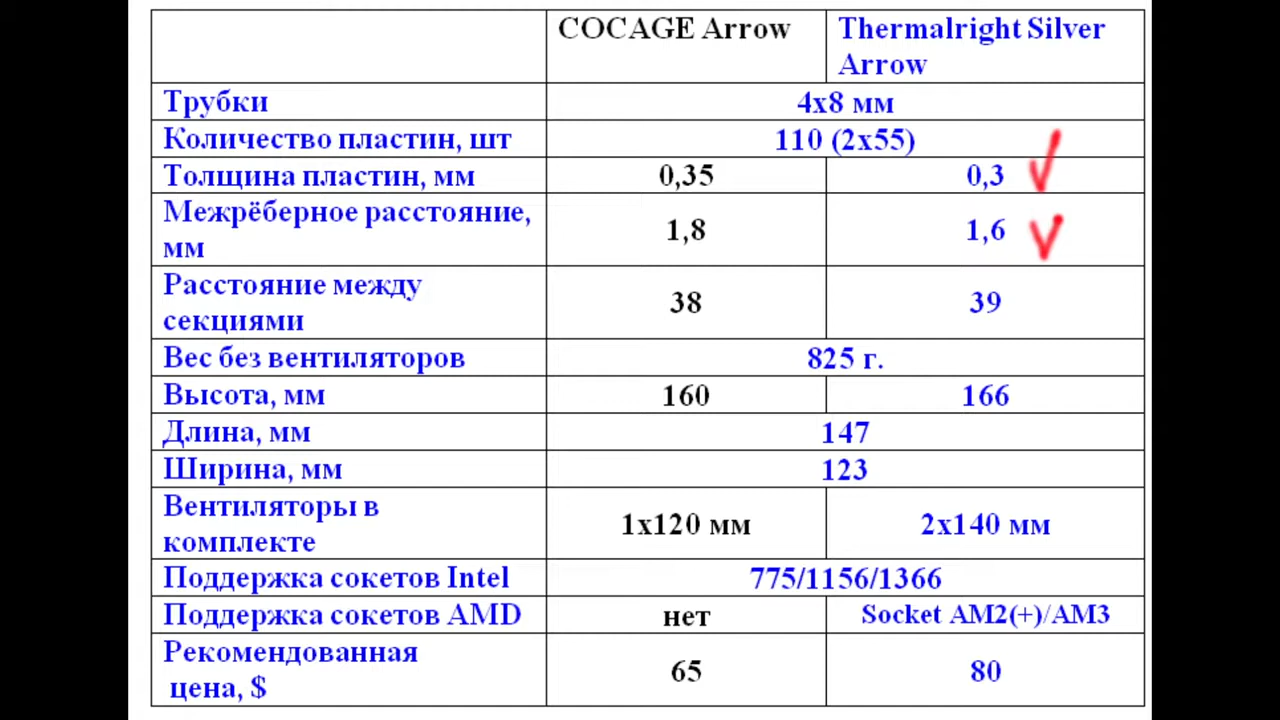 COCAGE Arrow
Thermalright Silver
Arrow
Трубки
4x8 мм
Количество пластин, шт
110 (2x55)
Толщина пластин, мм
0,35
0,3
Межрёберное расстояние,
мм
1,8
1,6
Расстояние между
секциями
38
39
Вес без вентиляторов
825 г.
Высота, мм
160
166
Длина, мм
147
Ширина, мм
123
Вентиляторы в
комплекте
1x120 мм
2x140 мм
Поддержка сокетов Intel
775/1156/1366
Поддержка сокетов AMD
нет
Socket AM2(+)/AM3
Рекомендованная
цена, $
65
80